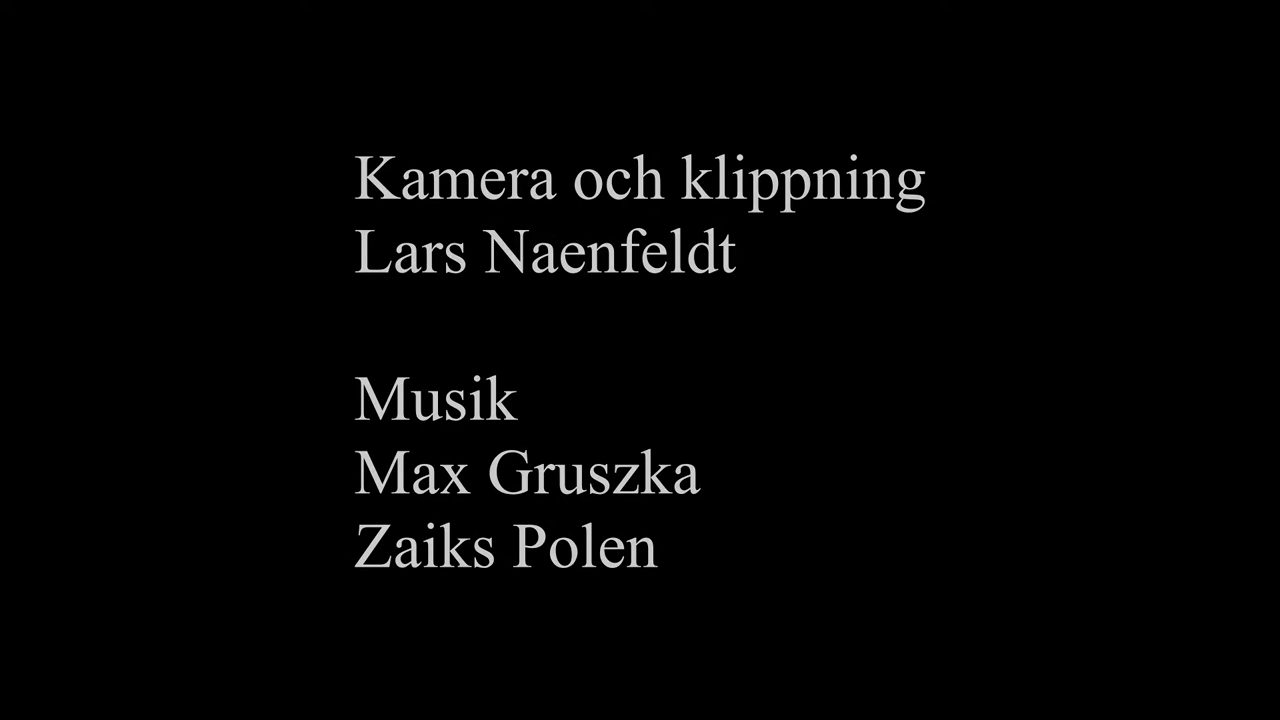 Kamera och klippning
Lars Naenfeldt
Musik
Max Gruszka
Zaiks Polen